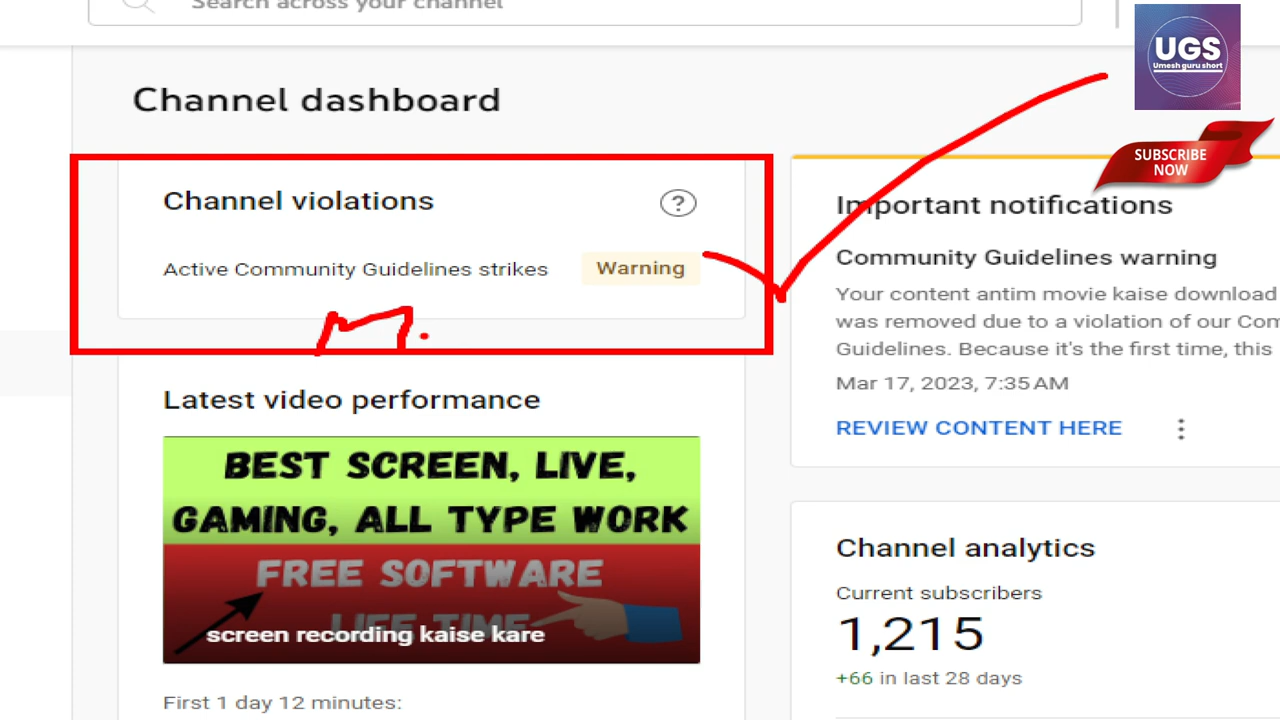 Search across your channel
UGS
Umesh guru short
SUBSCRIBE
NOW
Channel dashboard
Channel violations
?
Active Community Guidelines strikes
Warning
Important notifications
Community Guidelines warning
Your content antim movie kaise download
was removed due to a violation of our Com
Guidelines. Because it's the first time, this
Mar 17, 2023, 7:35 AM
REVIEW CONTENT HERE
Latest video performance
BEST SCREEN, LIVE,
GAMING, ALL TYPE WORK
FREE SOFTWARE
LIFE TIME
screen recording kaise kare
First 1 day 12 minutes:
Channel analytics
Current subscribers
1,215
+66 in last 28 days